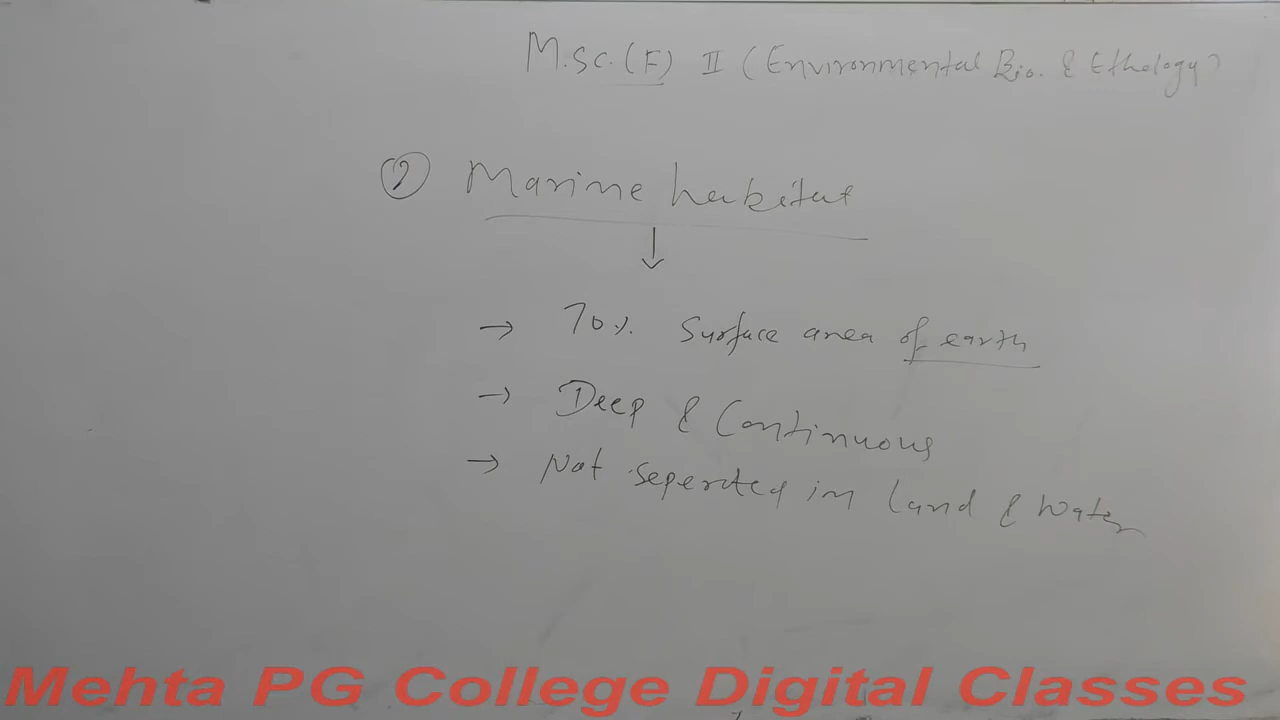 M.Sc.(F) II (Environmental Bio. & Ethology)
Marine habitat
↓
→ 70%. Surface area of earth
→ Deep & Continuous
→ Not seperated in Land & Water
Mehta PG College Digital Classes